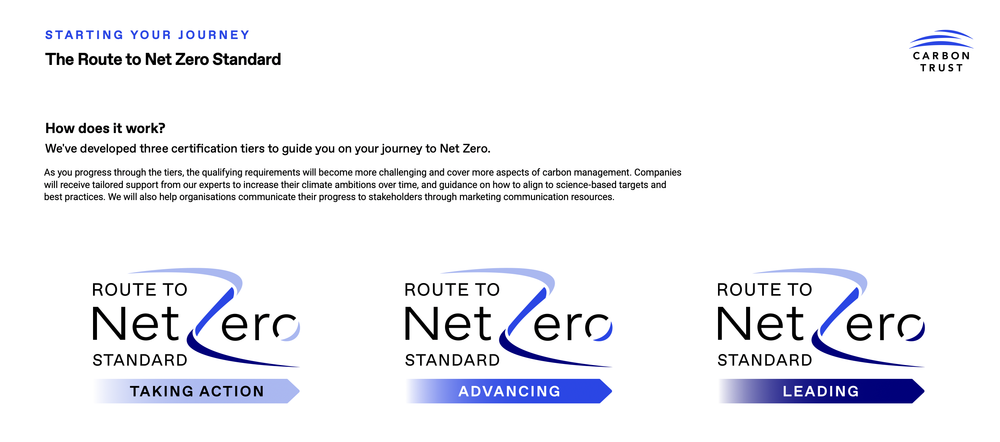 STARTING YOUR JOURNEY
The Route to Net Zero Standard
CARBON
TRUST
How does it work?
We've developed three certification tiers to guide you on your journey to Net Zero.
As you progress through the tiers, the qualifying requirements will become more challenging and cover more aspects of carbon management. Companies
will receive tailored support from our experts to increase their climate ambitions over time, and guidance on how to align to science-based targets and
best practices. We will also help organisations communicate their progress to stakeholders through marketing communication resources.
ROUTE TO
Net Zero
STANDARD
TAKING ACTION
ROUTE TO
Net Zero
STANDARD
ADVANCING
ROUTE TO
Net Zero
STANDARD
LEADING